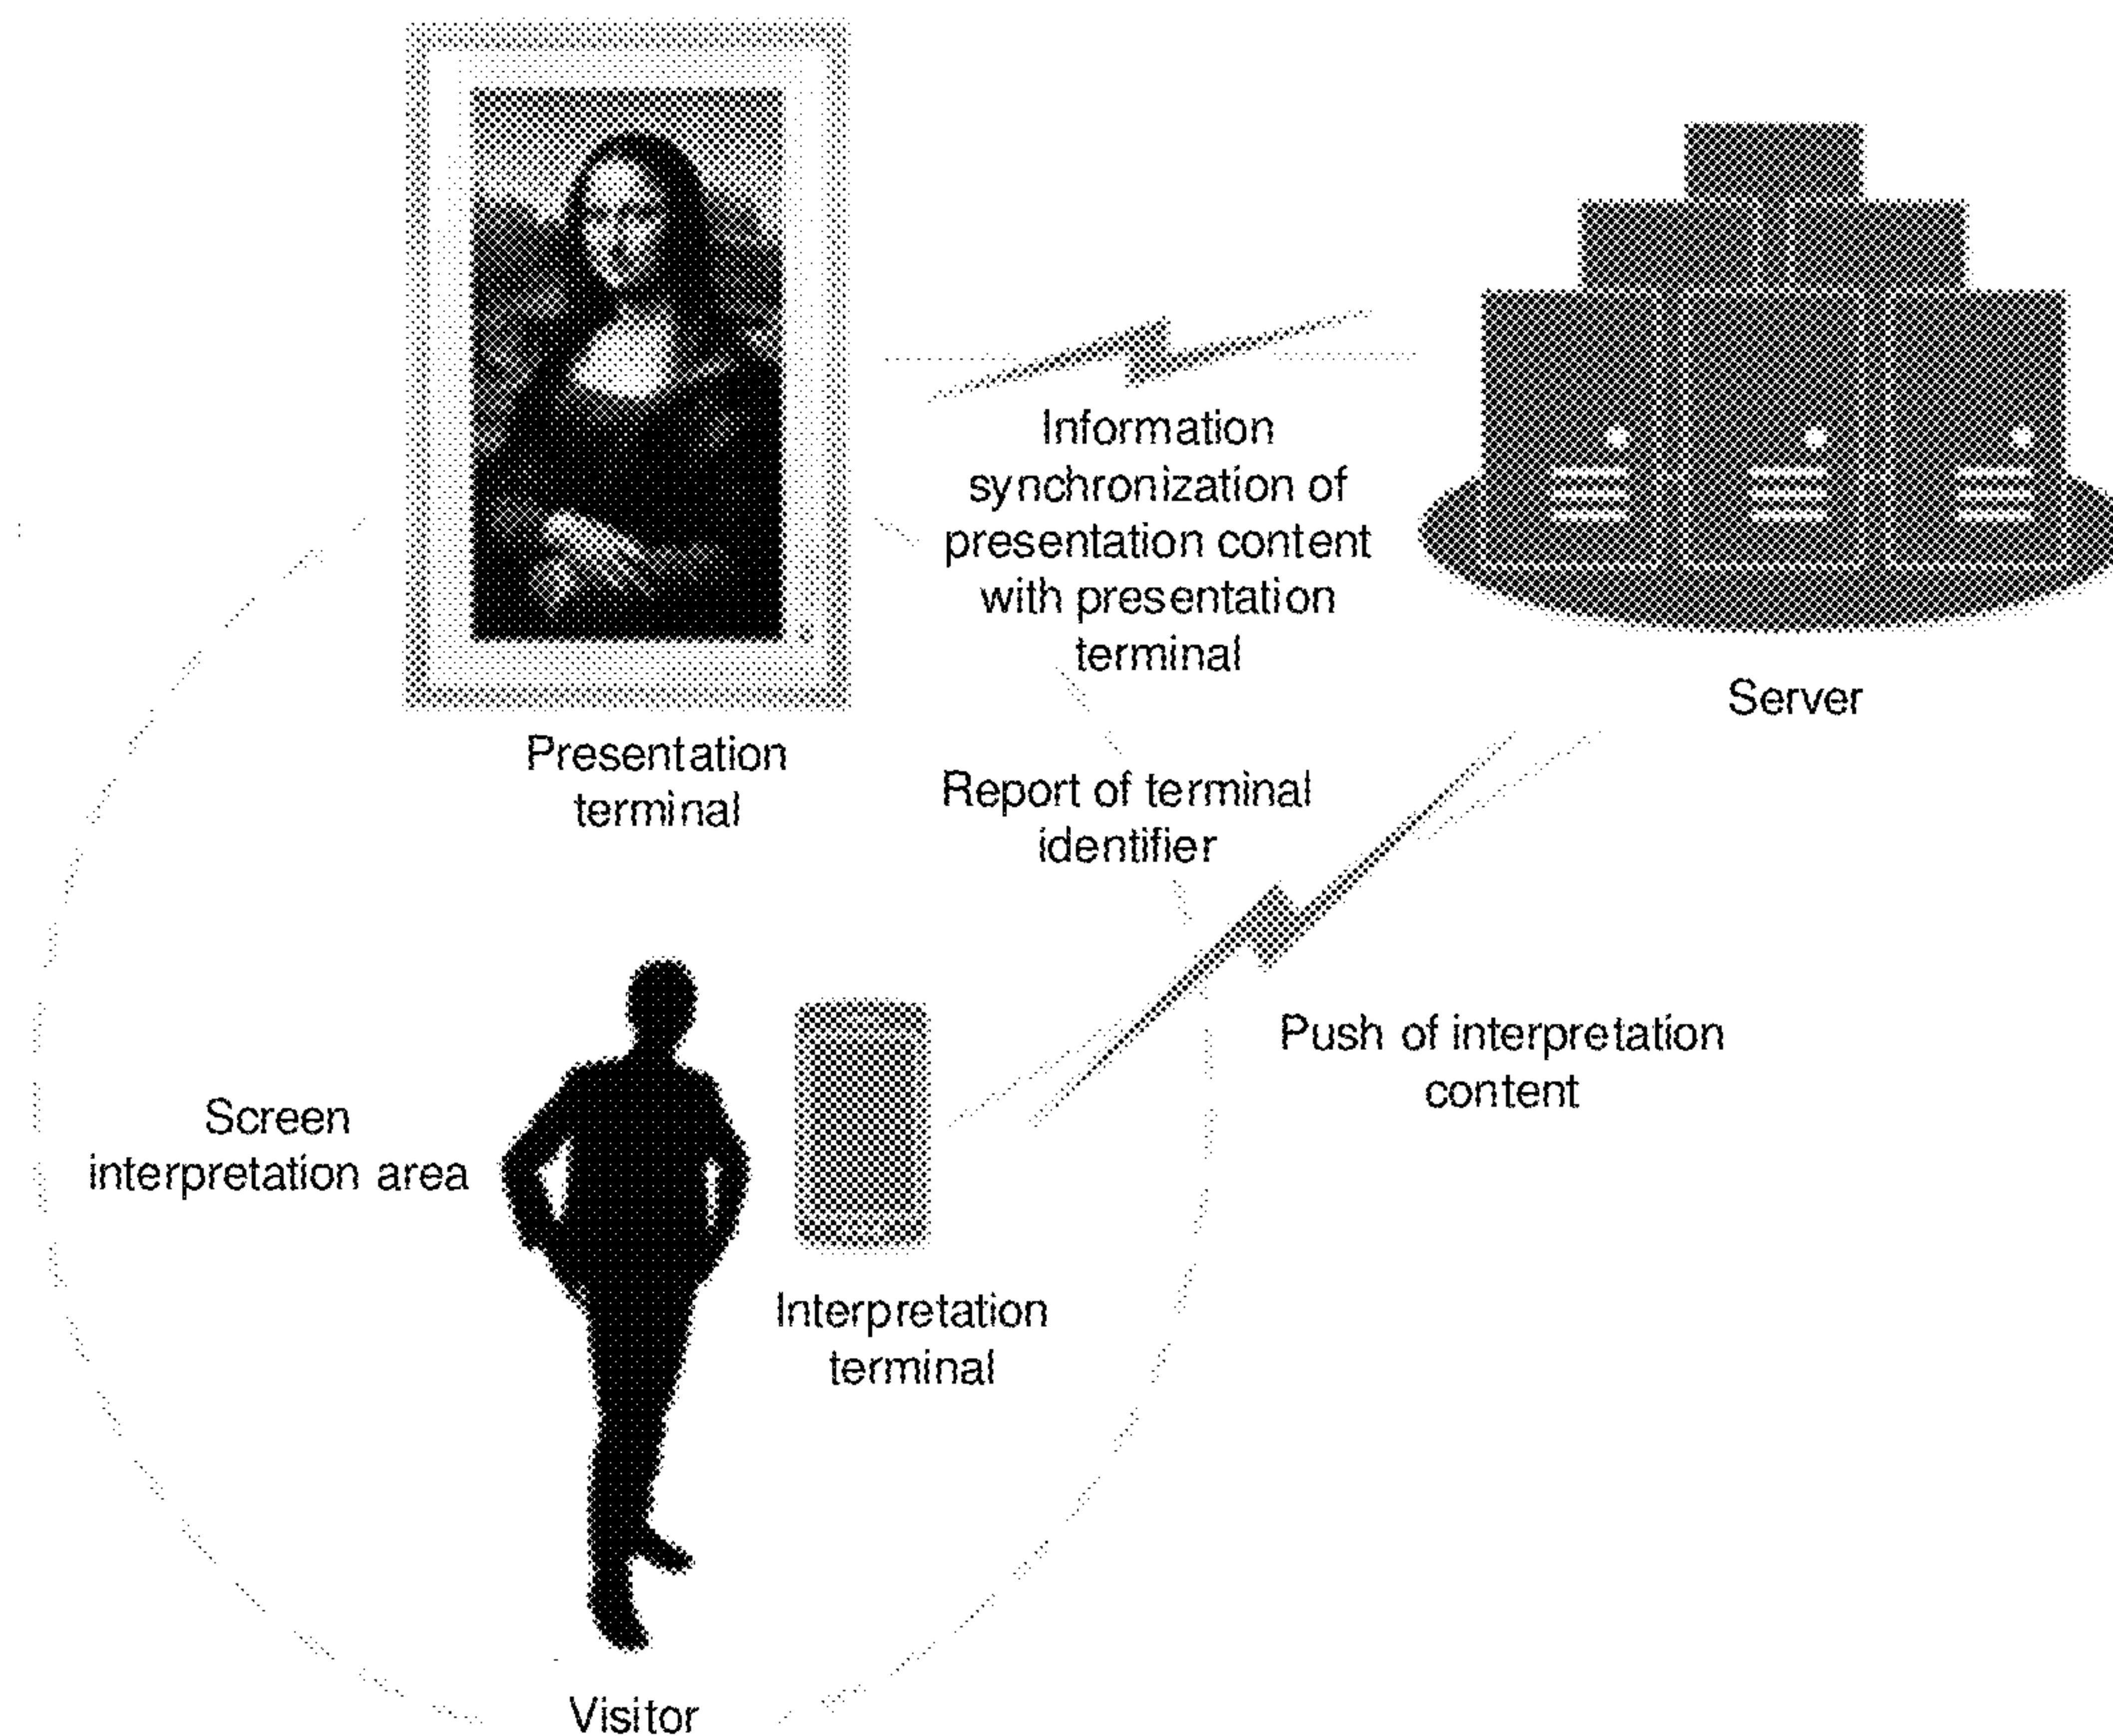 Information
synchronization of
presentation content
with presentation
terminal
Server
Presentation
terminal
Report of terminal
identifier
Push of interpretation
content
Screen
interpretation area
Interpretation
terminal
Visitor